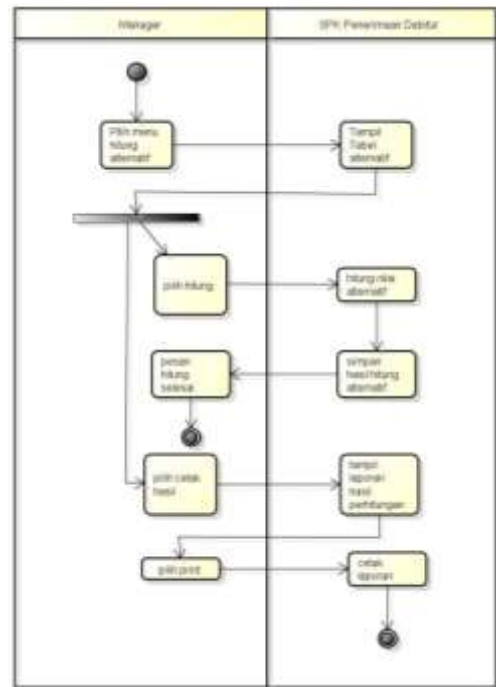 Manager
SPK Penerimaan Debitur
Pilih menu
hitung
alternatif
Tampil
Tabel
alternatif
pilih hitung
hitung nilai
alternatif
pesan
hitung
selesai
simpan
hasil hitung
alternatif
pilih cetak
hasil
tampil
laporan
hasil
perhitungan
pilih print
cetak
laporan